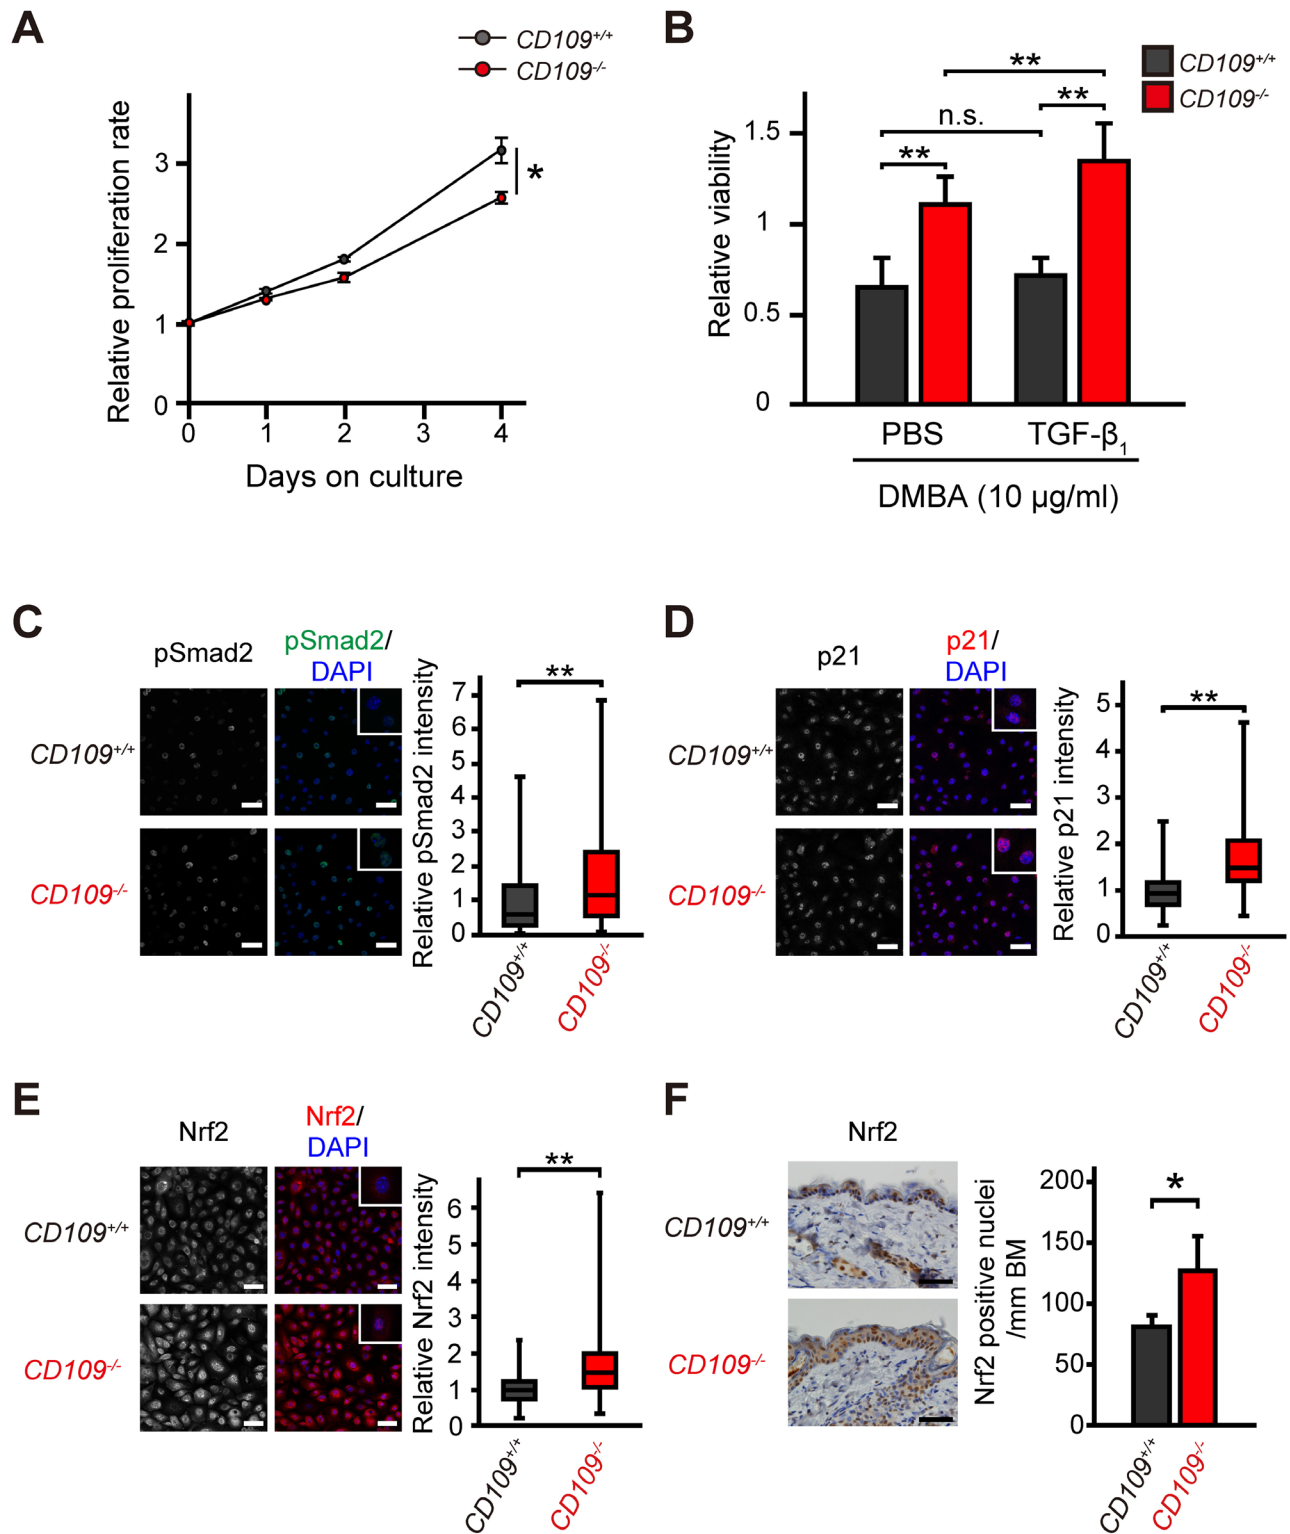 A
CD109+/+
CD109-/-
Relative proliferation rate
3
2
1
0
0 1 2 3 4
Days on culture
*
B
CD109+/+
CD109-/-
Relative viability
1.5
1
0.5
0
**
**
n.s.
**
PBS TGF-β1
DMBA (10 μg/ml)
C
pSmad2
pSmad2/
DAPI
CD109+/+
CD109-/-
Relative pSmad2 intensity
7
6
5
4
3
2
1
0
**
CD109+/+
CD109-/-
D
p21
p21/
DAPI
CD109+/+
CD109-/-
Relative p21 intensity
5
4
3
2
1
0
**
CD109+/+
CD109-/-
E
Nrf2
Nrf2/
DAPI
CD109+/+
CD109-/-
Relative Nrf2 intensity
6
5
4
3
2
1
0
**
CD109+/+
CD109-/-
F
Nrf2
CD109+/+
CD109-/-
Nrf2 positive nuclei
/mm BM
200
150
100
50
0
*
CD109+/+
CD109-/-